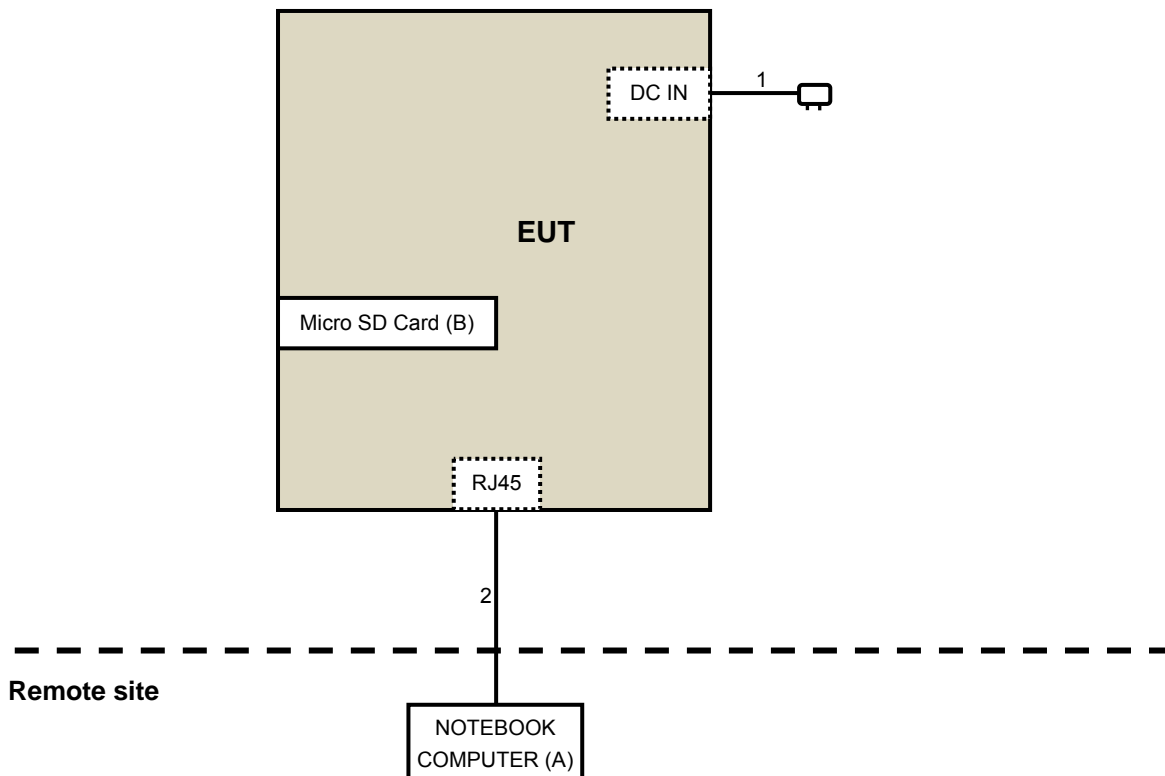 DC IN
1
EUT
Micro SD Card (B)
RJ45
2
Remote site
NOTEBOOK
COMPUTER (A)